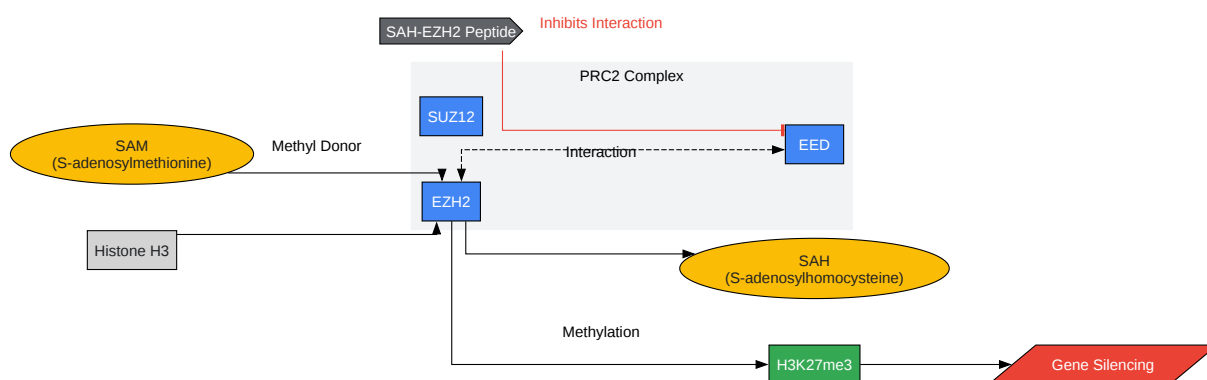 Inhibits Interaction
SAH-EZH2 Peptide
PRC2 Complex
SUZ12
SAM
(S-adenosylmethionine)
Methyl Donor
Interaction
EED
EZH2
Histone H3
SAH
(S-adenosylhomocysteine)
Methylation
H3K27me3
Gene Silencing